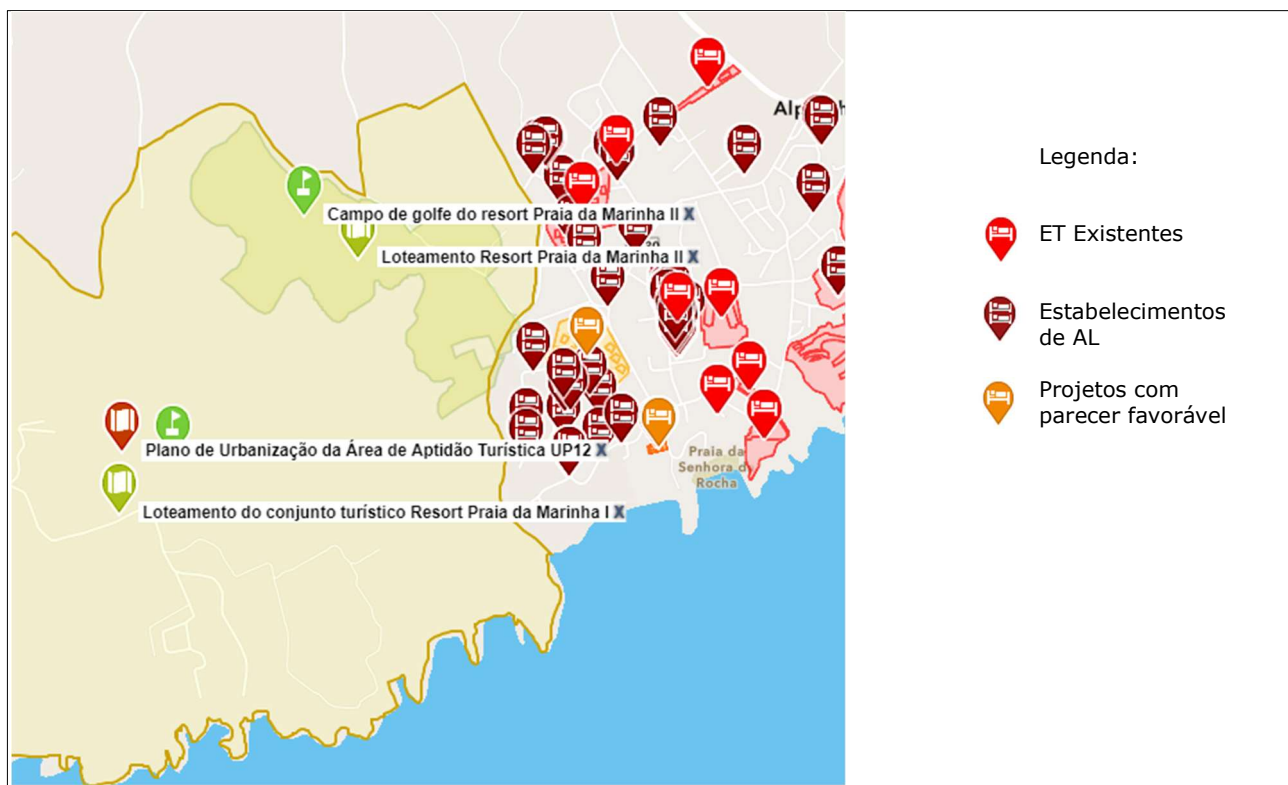 Campo de golfe do resort Praia da Marinha II X
Loteamento Resort Praia da Marinha II X
Plano de Urbanização da Área de Aptidão Turística UP12 X
Loteamento do conjunto turístico Resort Praia da Marinha I X
Praia da
Senhora da
Rocha
Legenda:
ET Existentes
Estabelecimentos
de AL
Projetos com
parecer favorável